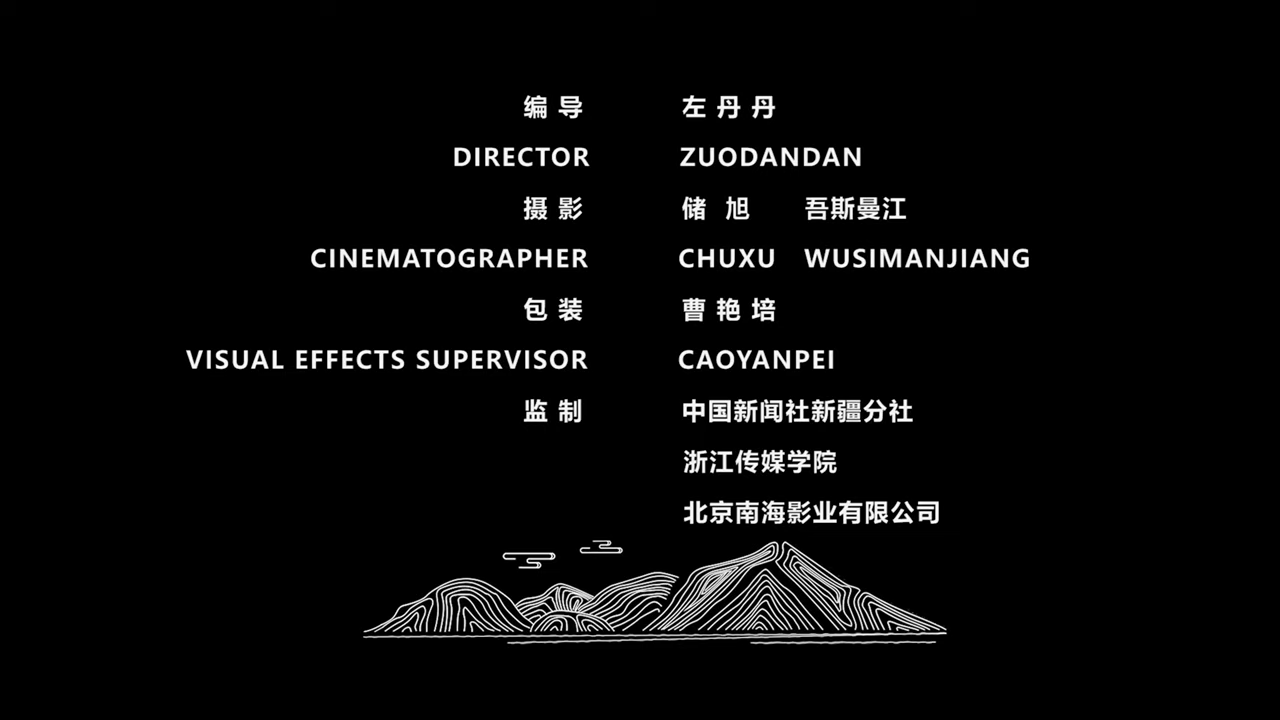 编 导 左 丹 丹
DIRECTOR ZUODANDAN
摄 影 储 旭 吾斯曼江
CINEMATOGRAPHER CHUXU WUSIMANJIANG
包 装 曹 艳 培
VISUAL EFFECTS SUPERVISOR CAOYANPEI
监 制 中国新闻社新疆分社
浙江传媒学院
北京南海影业有限公司